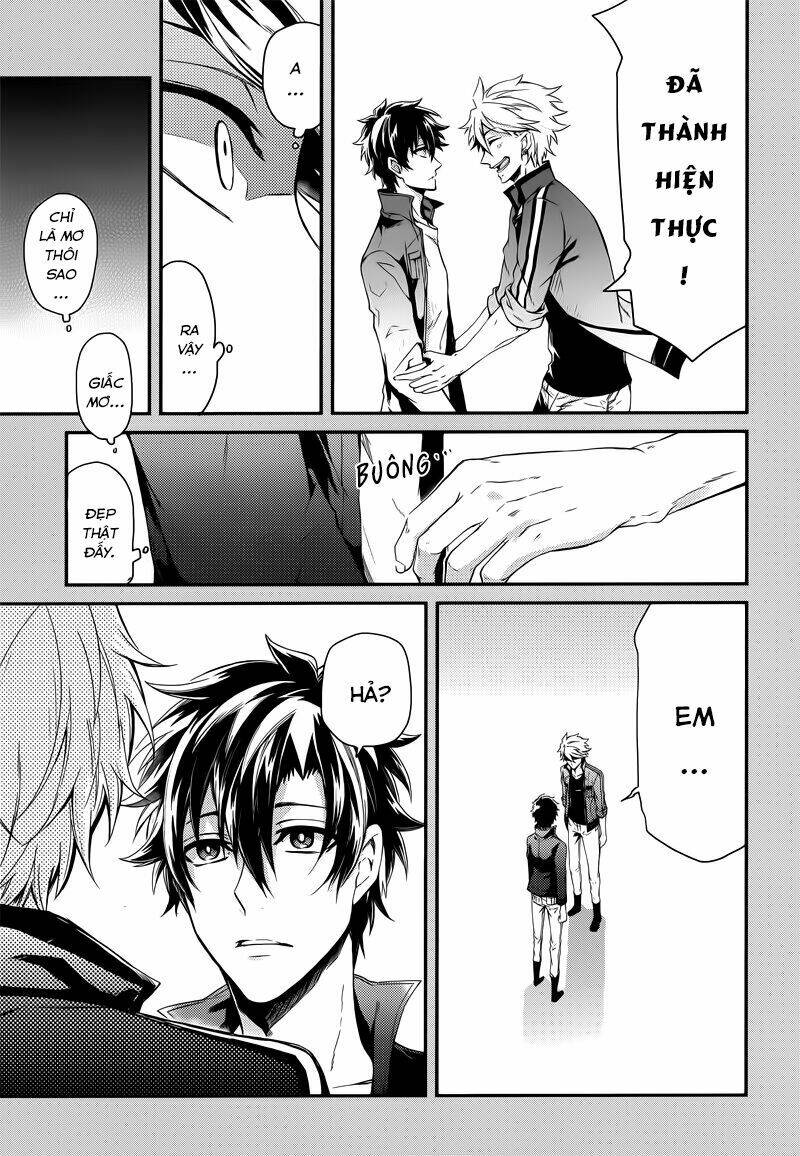 ĐÃ
THÀNH
HIỆN
THỰC
!
A
...
RA
VẬY
...
CHỈ
LÀ MƠ
THÔI
SAO
...
GIẤC
MƠ...
ĐẸP
THẬT
ĐẤY.
BUÔNG...
EM
...
HẢ?